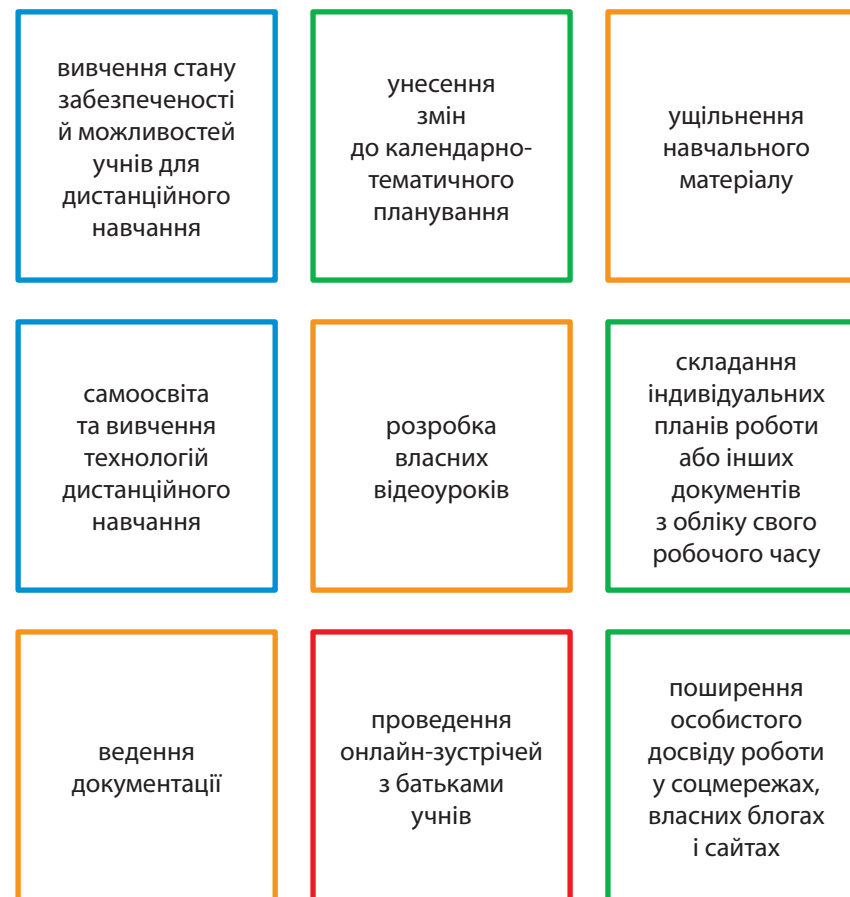 вивчення стану
забезпеченості
й можливостей
учнів для
дистанційного
навчання
унесення
змін
до календарно-
тематичного
планування
ущільнення
навчального
матеріалу
самоосвіта
та вивчення
технологій
дистанційного
навчання
розробка
власних
відеоуроків
складання
індивідуальних
планів роботи
або інших
документів
з обліку свого
робочого часу
ведення
документації
проведення
онлайн-зустрічей
з батьками
учнів
поширення
особистого
досвіду роботи
у соцмережах,
власних блогах
і сайтах